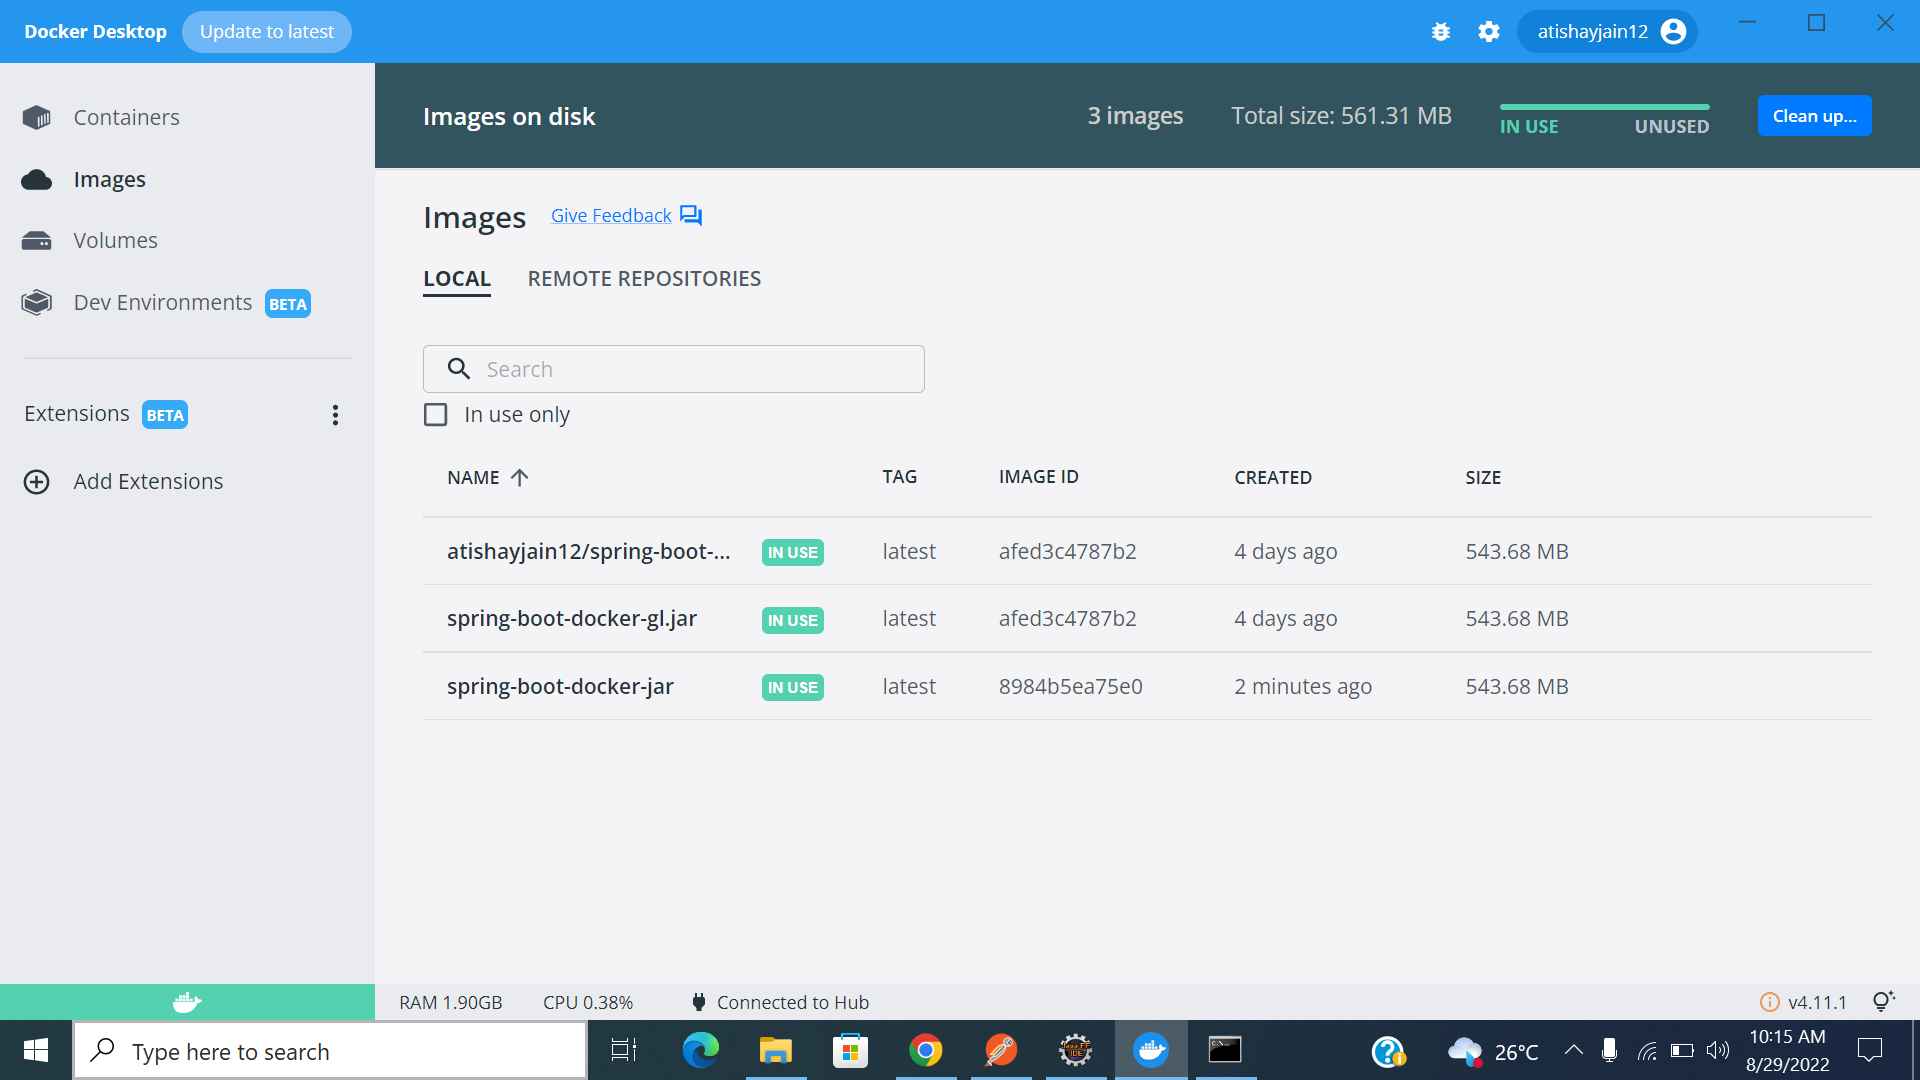 Docker Desktop Update to latest atishayjain12
Containers
Images
Volumes
Dev Environments BETA
Extensions BETA
Add Extensions
Images on disk 3 images Total size: 561.31 MB IN USE UNUSED Clean up...
Images Give Feedback
LOCAL REMOTE REPOSITORIES
Search
In use only
NAME TAG IMAGE ID CREATED SIZE
atishayjain12/spring-boot-... IN USE latest afed3c4787b2 4 days ago 543.68 MB
spring-boot-docker-gl.jar IN USE latest afed3c4787b2 4 days ago 543.68 MB
spring-boot-docker-jar IN USE latest 8984b5ea75e0 2 minutes ago 543.68 MB
RAM 1.90GB CPU 0.38% Connected to Hub v4.11.1
Type here to search 26°C 10:15 AM
8/29/2022